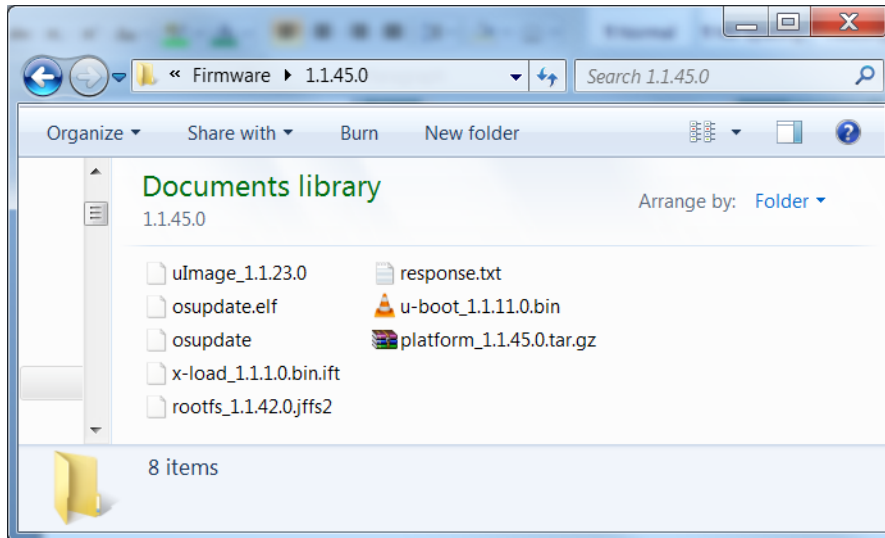 « Firmware ▸ 1.1.45.0
Search 1.1.45.0
Organize ▾ Share with ▾ Burn New folder
Documents library
1.1.45.0
Arrange by: Folder ▾
uImage_1.1.23.0
osupdate.elf
osupdate
x-load_1.1.1.0.bin.ift
rootfs_1.1.42.0.jffs2
response.txt
u-boot_1.1.11.0.bin
platform_1.1.45.0.tar.gz
8 items